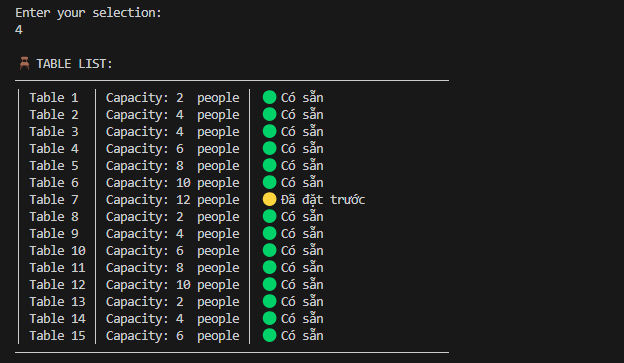 Enter your selection:
4
🪑 TABLE LIST:
│ Table 1 │ Capacity: 2 people │ 🟢 Có sẵn
│ Table 2 │ Capacity: 4 people │ 🟢 Có sẵn
│ Table 3 │ Capacity: 4 people │ 🟢 Có sẵn
│ Table 4 │ Capacity: 6 people │ 🟢 Có sẵn
│ Table 5 │ Capacity: 8 people │ 🟢 Có sẵn
│ Table 6 │ Capacity: 10 people │ 🟢 Có sẵn
│ Table 7 │ Capacity: 12 people │ 🟡 Đã đặt trước
│ Table 8 │ Capacity: 2 people │ 🟢 Có sẵn
│ Table 9 │ Capacity: 4 people │ 🟢 Có sẵn
│ Table 10 │ Capacity: 6 people │ 🟢 Có sẵn
│ Table 11 │ Capacity: 8 people │ 🟢 Có sẵn
│ Table 12 │ Capacity: 10 people │ 🟢 Có sẵn
│ Table 13 │ Capacity: 2 people │ 🟢 Có sẵn
│ Table 14 │ Capacity: 4 people │ 🟢 Có sẵn
│ Table 15 │ Capacity: 6 people │ 🟢 Có sẵn